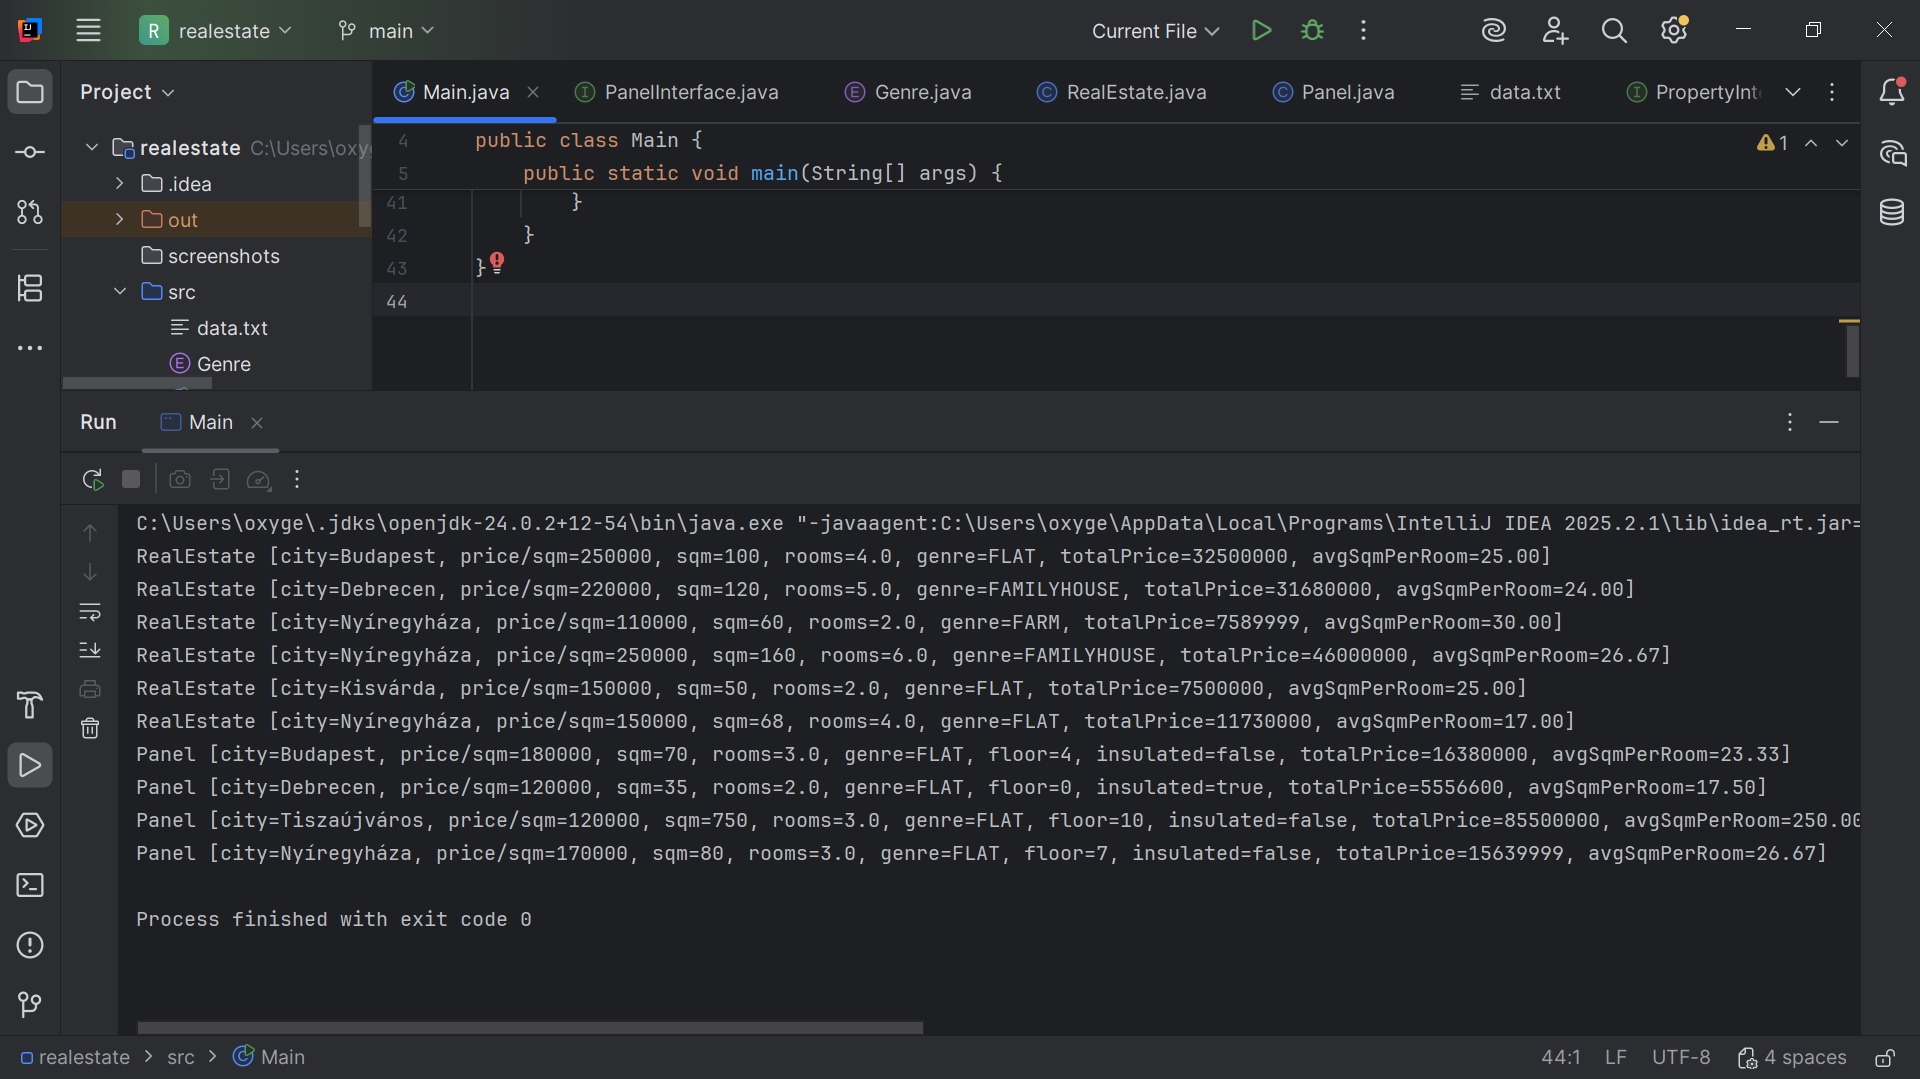 R realestate main Current File
Project
Main.java PanelInterface.java Genre.java RealEstate.java Panel.java data.txt PropertyInt
realestate C:\Users\oxy
.idea
out
screenshots
src
data.txt
Genre
4 public class Main {
5 public static void main(String[] args) {
41 }
42 }
43 }
44
1
Run Main
C:\Users\oxyge\.jdks\openjdk-24.0.2+12-54\bin\java.exe "-javaagent:C:\Users\oxyge\AppData\Local\Programs\IntelliJ IDEA 2025.2.1\lib\idea_rt.jar=
RealEstate [city=Budapest, price/sqm=250000, sqm=100, rooms=4.0, genre=FLAT, totalPrice=32500000, avgSqmPerRoom=25.00]
RealEstate [city=Debrecen, price/sqm=220000, sqm=120, rooms=5.0, genre=FAMILYHOUSE, totalPrice=31680000, avgSqmPerRoom=24.00]
RealEstate [city=Nyíregyháza, price/sqm=110000, sqm=60, rooms=2.0, genre=FARM, totalPrice=7589999, avgSqmPerRoom=30.00]
RealEstate [city=Nyíregyháza, price/sqm=250000, sqm=160, rooms=6.0, genre=FAMILYHOUSE, totalPrice=46000000, avgSqmPerRoom=26.67]
RealEstate [city=Kisvárda, price/sqm=150000, sqm=50, rooms=2.0, genre=FLAT, totalPrice=7500000, avgSqmPerRoom=25.00]
RealEstate [city=Nyíregyháza, price/sqm=150000, sqm=68, rooms=4.0, genre=FLAT, totalPrice=11730000, avgSqmPerRoom=17.00]
Panel [city=Budapest, price/sqm=180000, sqm=70, rooms=3.0, genre=FLAT, floor=4, insulated=false, totalPrice=16380000, avgSqmPerRoom=23.33]
Panel [city=Debrecen, price/sqm=120000, sqm=35, rooms=2.0, genre=FLAT, floor=0, insulated=true, totalPrice=5556600, avgSqmPerRoom=17.50]
Panel [city=Tiszaújváros, price/sqm=120000, sqm=750, rooms=3.0, genre=FLAT, floor=10, insulated=false, totalPrice=85500000, avgSqmPerRoom=250.00
Panel [city=Nyíregyháza, price/sqm=170000, sqm=80, rooms=3.0, genre=FLAT, floor=7, insulated=false, totalPrice=15639999, avgSqmPerRoom=26.67]
Process finished with exit code 0
realestate > src > Main 44:1 LF UTF-8 4 spaces